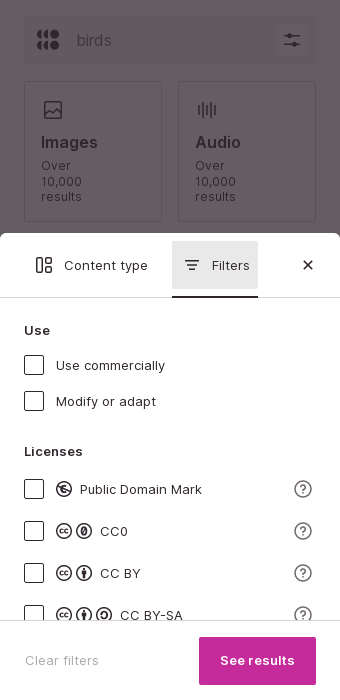 birds
Images
Audio
Over
10,000
results
Over
10,000
results
Content type
Filters
Use
Use commercially
Modify or adapt
Licenses
Public Domain Mark
CC0
CC BY
CC BY-SA
Clear filters
See results